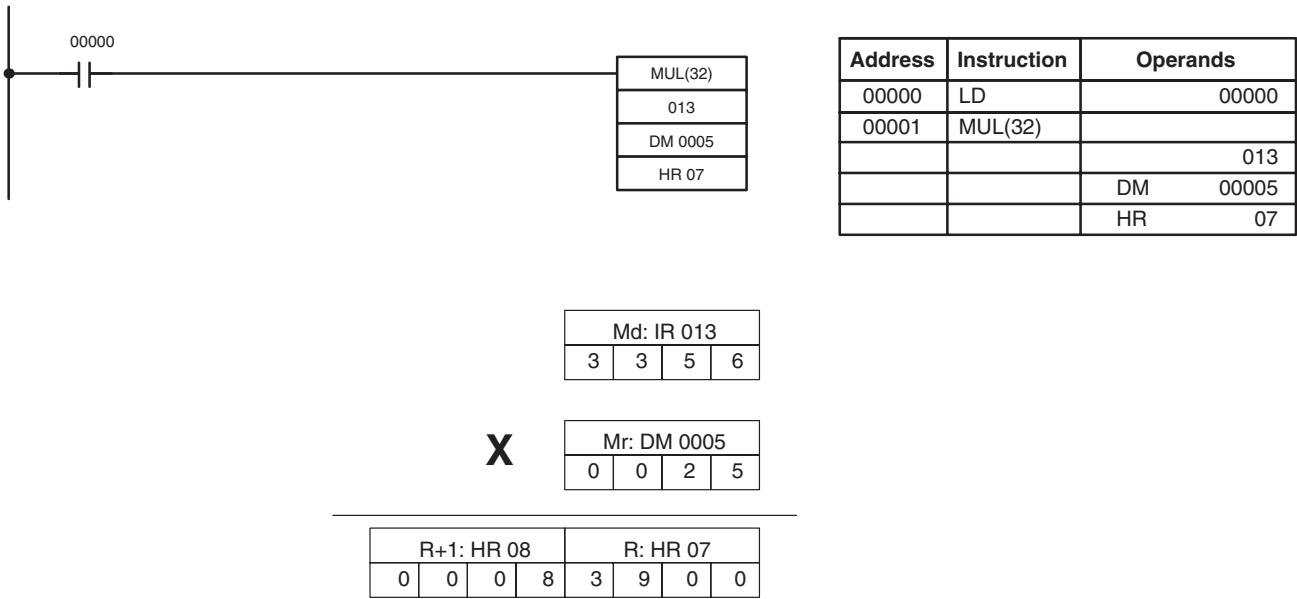 00000
MUL(32)
013
DM 0005
HR 07
Address Instruction Operands
00000 LD 00000
00001 MUL(32)
013
DM 00005
HR 07
Md: IR 013
3 3 5 6
X
Mr: DM 0005
0 0 2 5
R+1: HR 08 R: HR 07
0 0 0 8 3 9 0 0